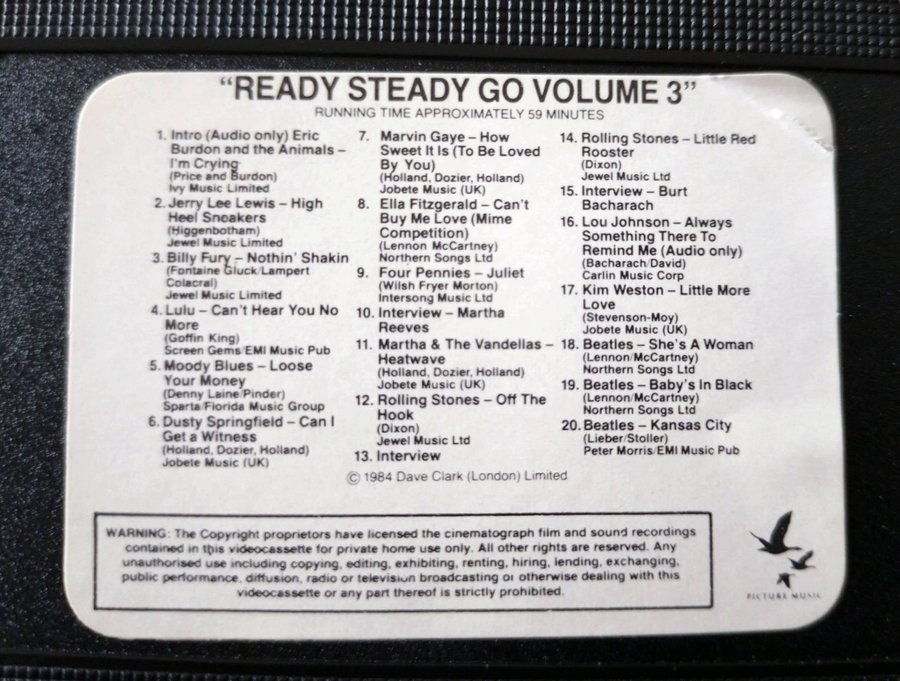 "READY STEADY GO VOLUME 3"
RUNNING TIME APPROXIMATELY 59 MINUTES
1. Intro (Audio only) Eric
Burdon and the Animals –
I'm Crying
(Price and Burdon)
Ivy Music Limited
2. Jerry Lee Lewis – High
Heel Sneakers
(Higgenbotham)
Jewel Music Limited
3. Billy Fury – Nothin' Shakin
(Fontaine Gluck/Lampert
Colacral)
Jewel Music Limited
4. Lulu – Can't Hear You No
More
(Goffin King)
Screen Gems/EMI Music Pub
5. Moody Blues – Loose
Your Money
(Denny Laine/Pinder)
Sparta/Florida Music Group
6. Dusty Springfield – Can I
Get a Witness
(Holland, Dozier, Holland)
Jobete Music (UK)
7. Marvin Gaye – How
Sweet It Is (To Be Loved
By You)
(Holland, Dozier, Holland)
Jobete Music (UK)
8. Ella Fitzgerald – Can't
Buy Me Love (Mime
Competition)
(Lennon McCartney)
Northern Songs Ltd
9. Four Pennies – Juliet
(Wilsh Fryer Morton)
Intersong Music Ltd
10. Interview – Martha
Reeves
11. Martha & The Vandellas –
Heatwave
(Holland, Dozier, Holland)
Jobete Music (UK)
12. Rolling Stones – Off The
Hook
(Dixon)
Jewel Music Ltd
13. Interview
14. Rolling Stones – Little Red
Rooster
(Dixon)
Jewel Music Ltd
15. Interview – Burt
Bacharach
16. Lou Johnson – Always
Something There To
Remind Me (Audio only)
(Bacharach/David)
Carlin Music Corp
17. Kim Weston – Little More
Love
(Stevenson-Moy)
Jobete Music (UK)
18. Beatles – She's A Woman
(Lennon/McCartney)
Northern Songs Ltd
19. Beatles – Baby's In Black
(Lennon/McCartney)
Northern Songs Ltd
20. Beatles – Kansas City
(Lieber/Stoller)
Peter Morris/EMI Music Pub
© 1984 Dave Clark (London) Limited
WARNING: The Copyright proprietors have licensed the cinematograph film and sound recordings
contained in this videocassette for private home use only. All other rights are reserved. Any
unauthorised use including copying, editing, exhibiting, renting, hiring, lending, exchanging,
public performance, diffusion, radio or television broadcasting or otherwise dealing with this
videocassette or any part thereof is strictly prohibited.
PICTURE MUSIC